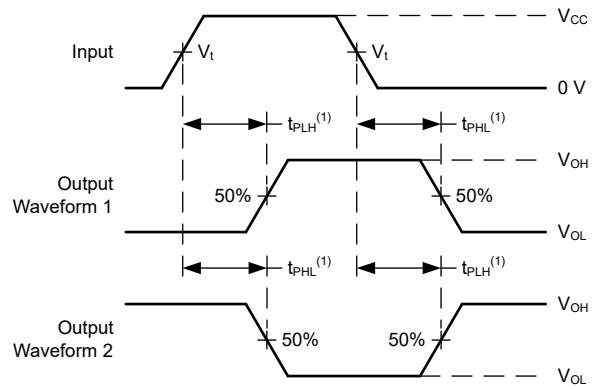 V_CC
Input
V_t
V_t
0 V
t_PLH^(1)
t_PHL^(1)
V_OH
Output
Waveform 1
50%
50%
V_OL
t_PHL^(1)
t_PLH^(1)
V_OH
Output
Waveform 2
50%
50%
V_OL